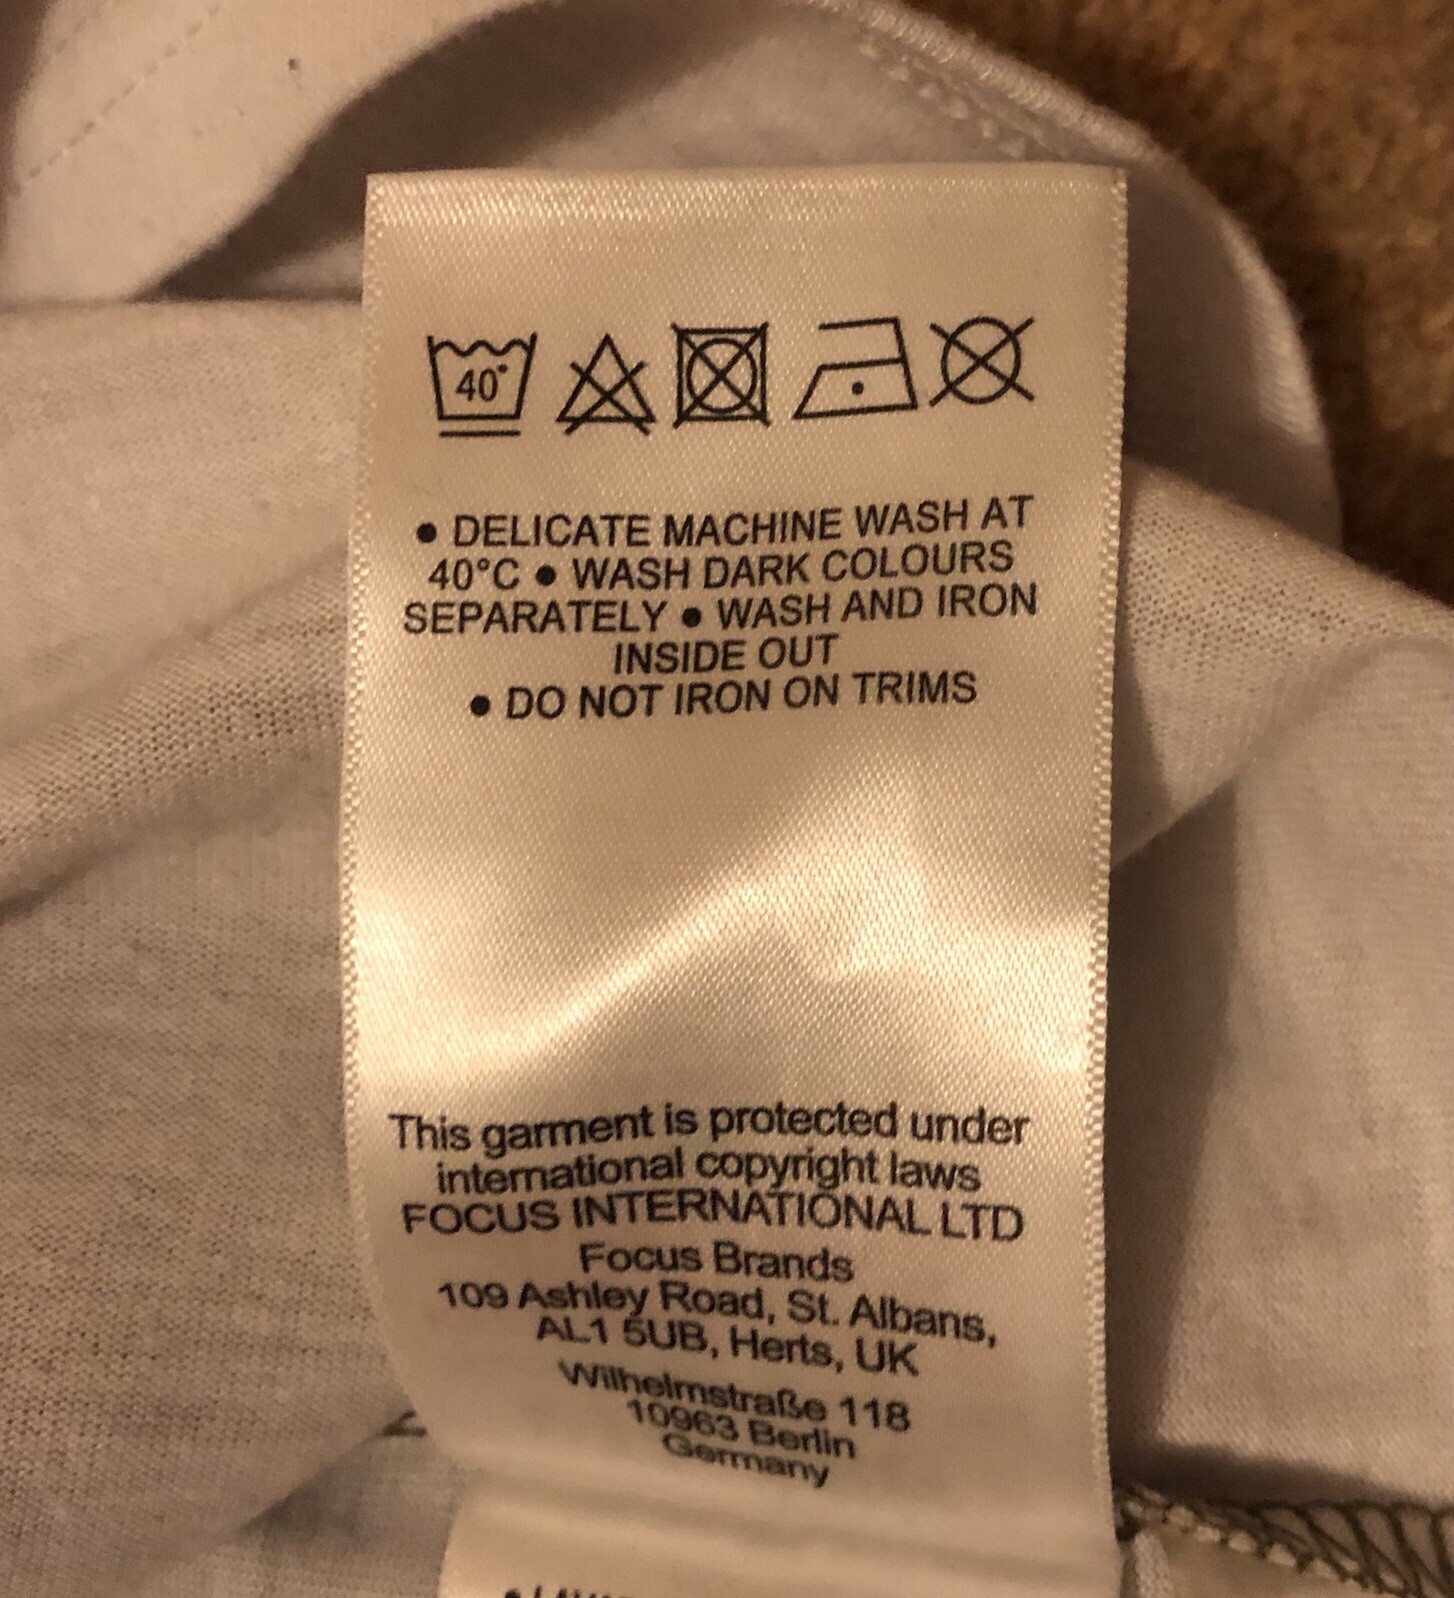 40°
● DELICATE MACHINE WASH AT
40°C ● WASH DARK COLOURS
SEPARATELY ● WASH AND IRON
INSIDE OUT
● DO NOT IRON ON TRIMS
This garment is protected under
international copyright laws
FOCUS INTERNATIONAL LTD
Focus Brands
109 Ashley Road, St. Albans,
AL1 5UB, Herts, UK
Wilhelmstraße 118
10963 Berlin
Germany